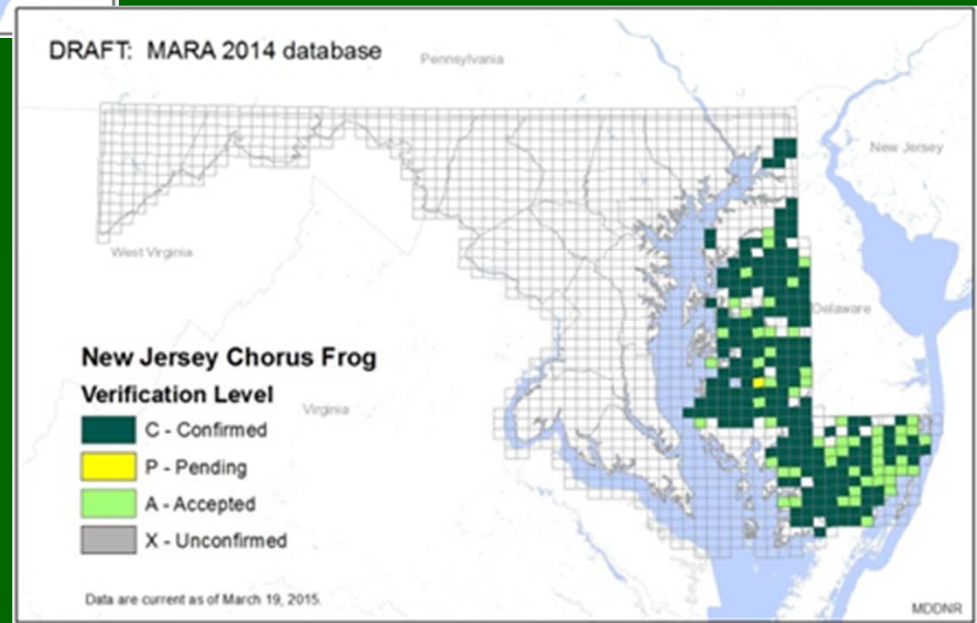 DRAFT: MARA 2014 database
Pennsylvania
New Jersey
West Virginia
Delaware
New Jersey Chorus Frog
Verification Level
Virginia
C - Confirmed
P - Pending
A - Accepted
X - Unconfirmed
Data are current as of March 19, 2015.
MDDNR